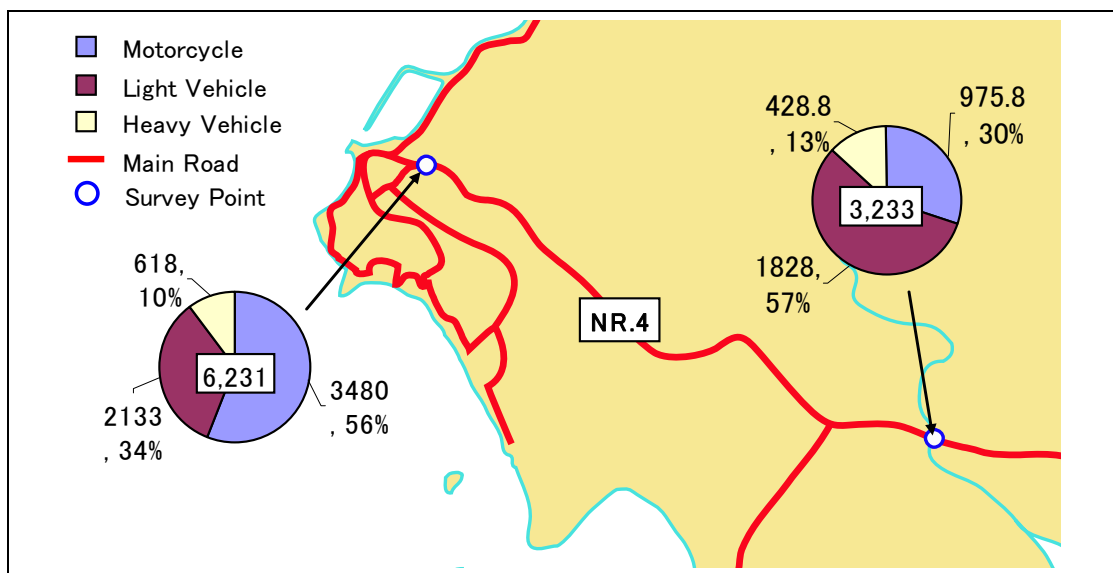 Motorcycle
Light Vehicle
Heavy Vehicle
Main Road
Survey Point
428.8
, 13%
975.8
, 30%
3,233
1828,
57%
618,
10%
6,231
3480
, 56%
2133
, 34%
NR.4